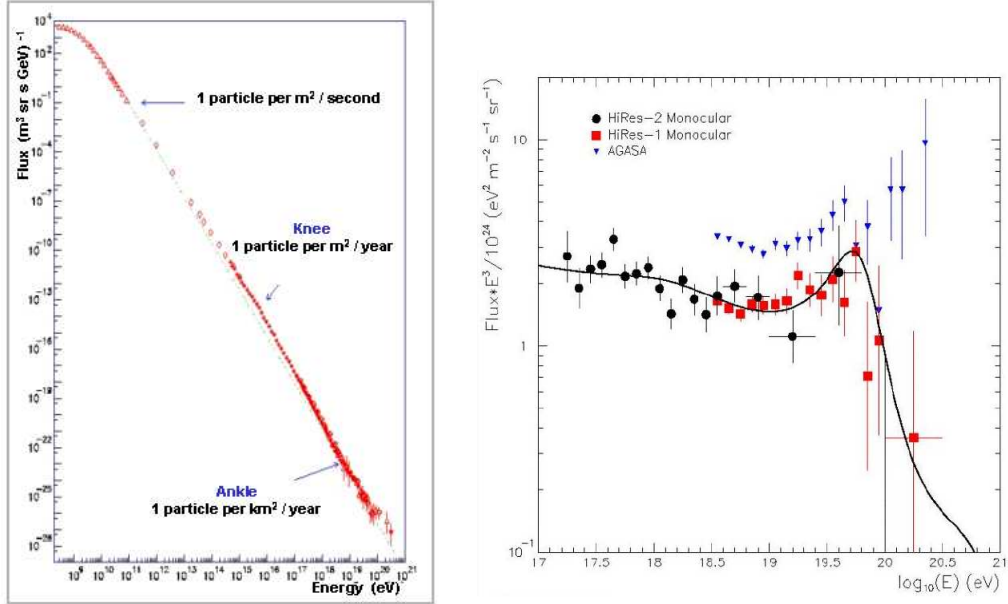 Flux (m² sr s GeV)⁻¹
10⁴
10²
10⁻¹
10⁻⁴
10⁻⁹
10⁻⁷
10⁻¹⁰
10⁻¹³
10⁻¹⁶
10⁻¹⁹
10⁻²²
10⁻²⁵
10⁻²⁸
1 particle per m² / second
Knee
1 particle per m² / year
Ankle
1 particle per km² / year
10⁹ 10¹⁰ 10¹¹ 10¹² 10¹³ 10¹⁴ 10¹⁵ 10¹⁶ 10¹⁷ 10¹⁸ 10¹⁹ 10²⁰ 10²¹
Energy (eV)
Flux*E³/10²⁴ (eV² m⁻² s⁻¹ sr⁻¹)
10
1
10⁻¹
HiRes-2 Monocular
HiRes-1 Monocular
AGASA
17 17.5 18 18.5 19 19.5 20 20.5 21
log₁₀(E) (eV)